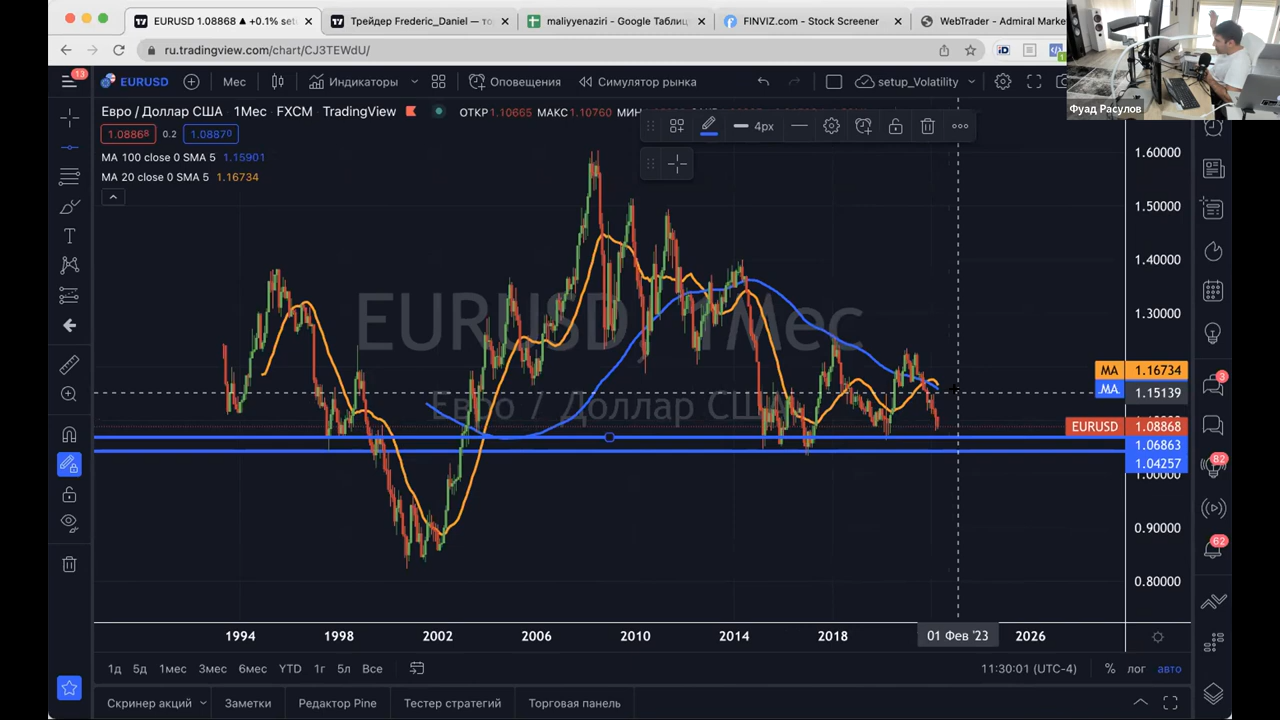 EURUSD 1.08868 ▲ +0.1% set
Трейдер Frederic_Daniel — то
maliyyenaziri - Google Таблиц
FINVIZ.com - Stock Screener
WebTrader - Admiral Marke
ru.tradingview.com/chart/CJ3TEWdU/
Фуад Расулов
13
EURUSD
Мес
Индикаторы
Оповещения
Симулятор рынка
setup_Volatility
Евро / Доллар США 1Мес FXCM TradingView
ОТКР 1.10665 МАКС 1.10760 МИН
1.08868 0.2 1.08870
4px
MA 100 close 0 SMA 5 1.15901
MA 20 close 0 SMA 5 1.16734
EURUSD, 1Мес
Евро / Доллар США
1.60000
1.50000
1.40000
1.30000
MA 1.16734
MA 1.15139
EURUSD 1.08868
1.06863
1.04257
1.00000
0.90000
0.80000
3
82
62
1994 1998 2002 2006 2010 2014 2018 01 Фев '23 2026
1д 5д 1мес 3мес 6мес YTD 1г 5л Все
11:30:01 (UTC-4) % лог авто
Скринер акций Заметки Редактор Pine Тестер стратегий Торговая панель